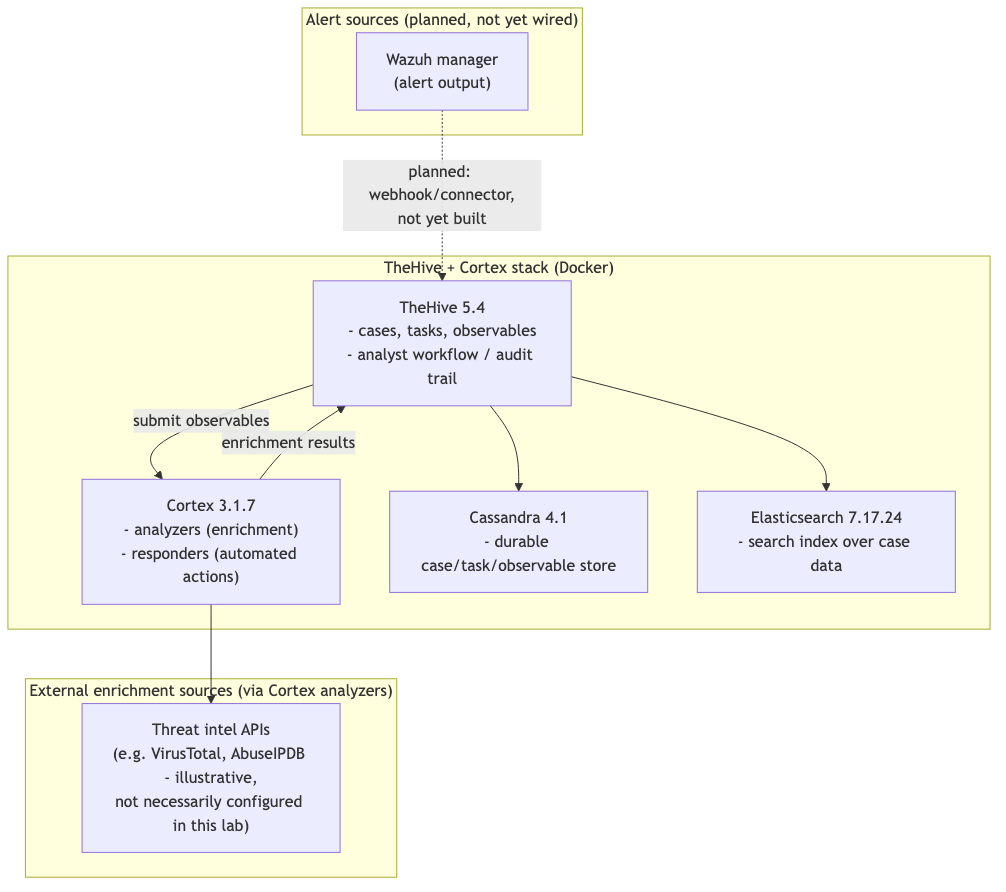 Alert sources (planned, not yet wired)
Wazuh manager
(alert output)
planned:
webhook/connector,
not yet built
TheHive + Cortex stack (Docker)
TheHive 5.4
- cases, tasks, observables
- analyst workflow / audit
trail
submit observables
enrichment results
Cortex 3.1.7
- analyzers (enrichment)
- responders (automated
actions)
Cassandra 4.1
- durable
case/task/observable store
Elasticsearch 7.17.24
- search index over case
data
External enrichment sources (via Cortex analyzers)
Threat intel APIs
(e.g. VirusTotal, AbuseIPDB
- illustrative,
not necessarily configured
in this lab)